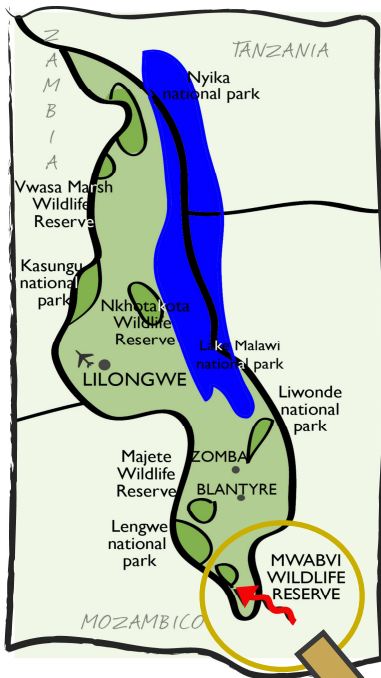 ZAMBIA
TANZANIA
Nyika
national park
Vwasa Marsh
Wildlife
Reserve
Kasungu
national
park
Nkhotakota
Wildlife
Reserve
Lake Malawi
national park
LILONGWE
Liwonde
national
park
ZOMBA
Majete
Wildlife
Reserve
BLANTYRE
Lengwe
national
park
MWABVI
WILDLIFE
RESERVE
MOZAMBICO